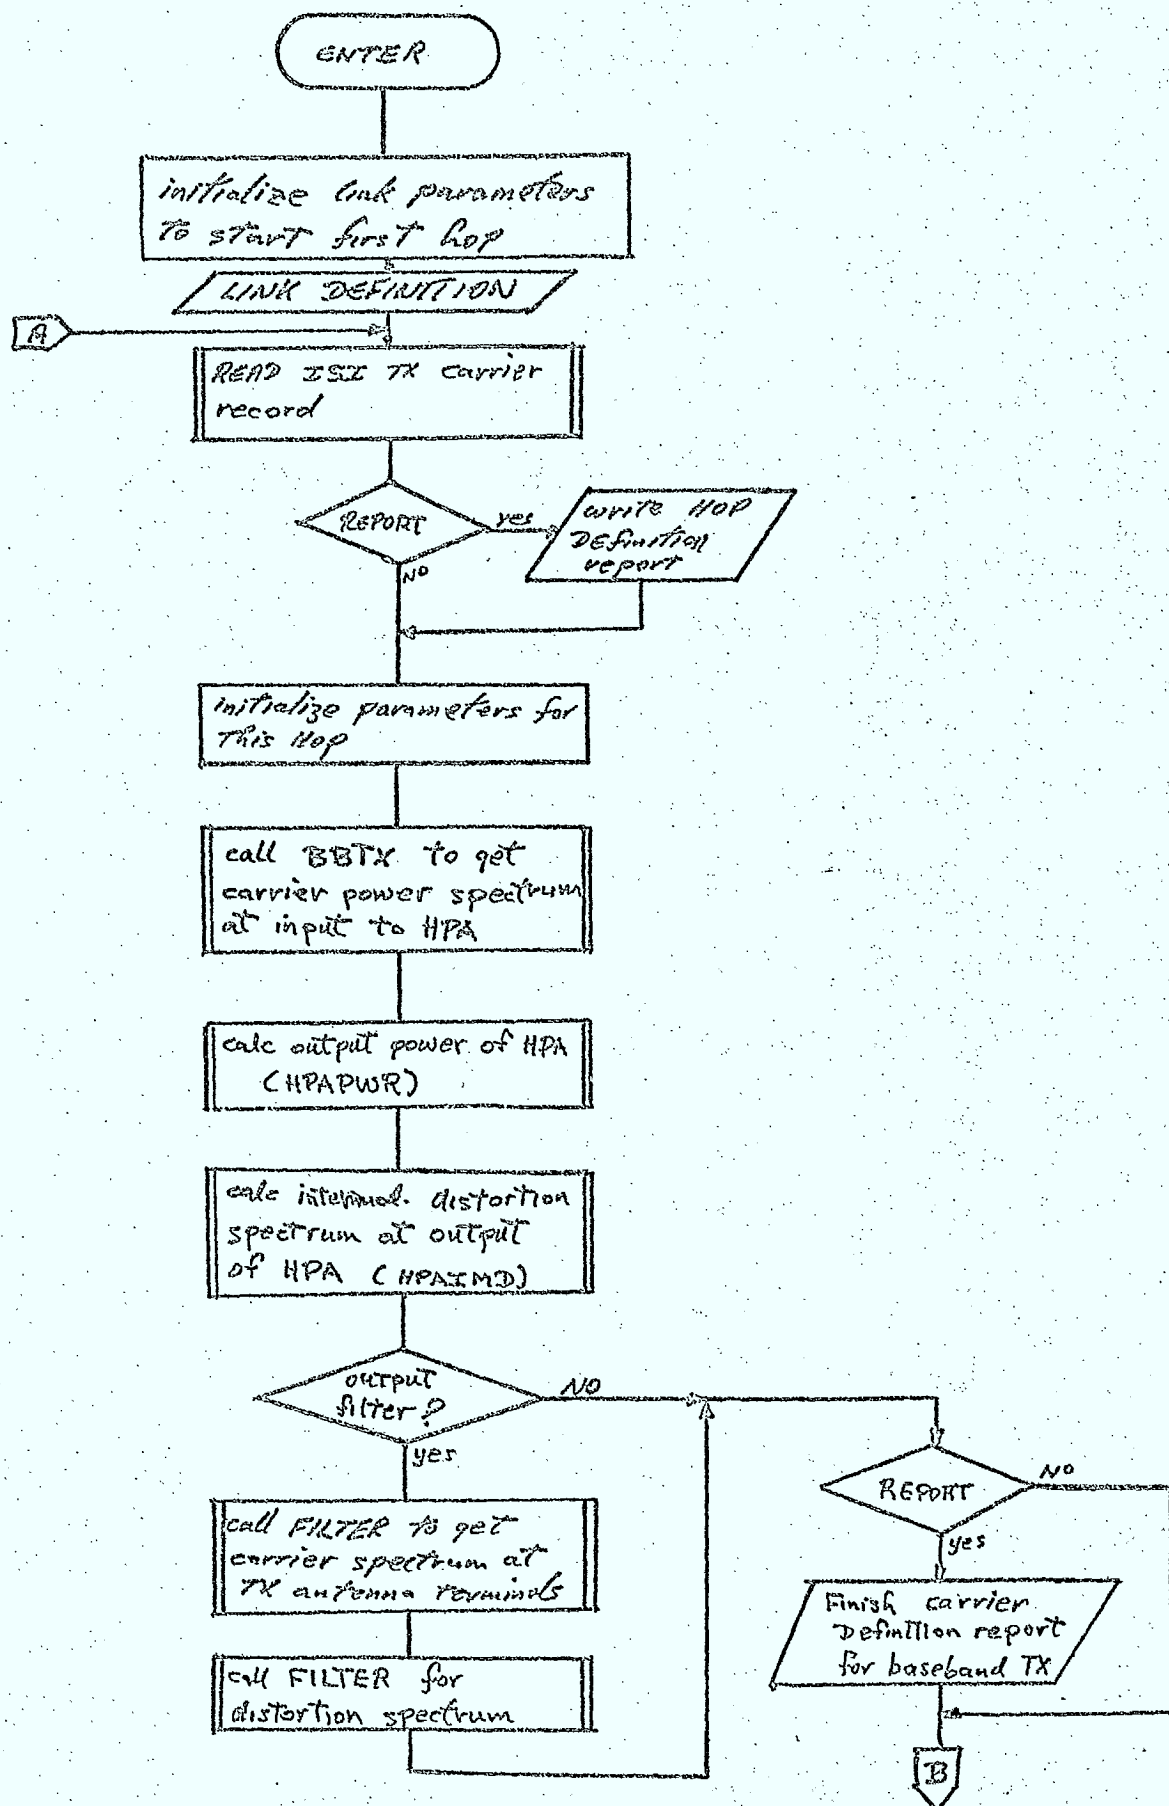 ENTER
initialize link parameters
to start first hop
LINK DEFINITION
A
READ ISI TX carrier
record
REPORT
yes
write HOP
Definition
report
NO
initialize parameters for
This Hop
call BBTX to get
carrier power spectrum
at input to HPA
calc output power of HPA
(HPAPWR)
calc intermod. distortion
spectrum at output
of HPA (HPAIMD)
output
filter?
NO
yes
REPORT
NO
yes
call FILTER to get
carrier spectrum at
TX antenna terminals
Finish carrier
Definition report
for baseband TX
call FILTER for
distortion spectrum
B